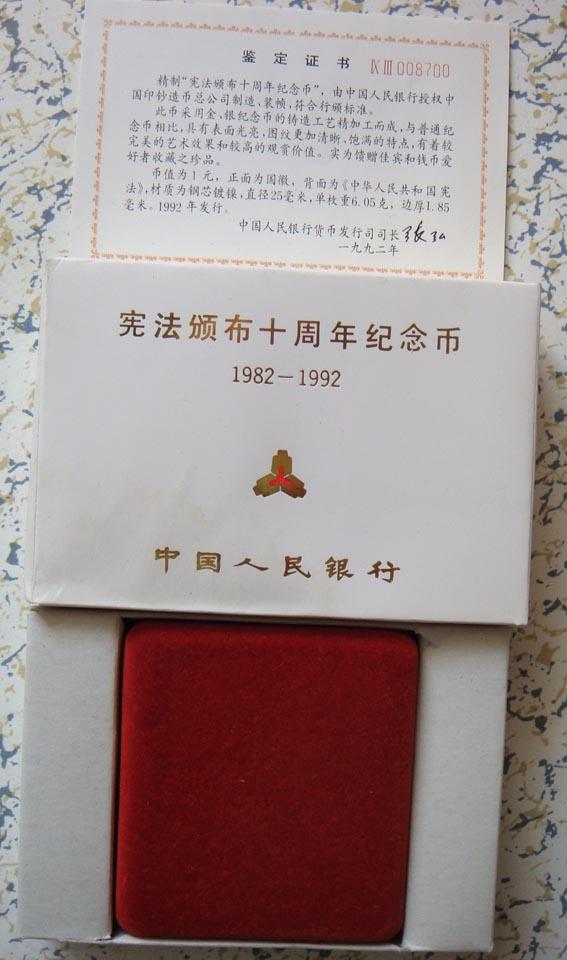 鉴定证书 JXⅢ008700
精制“宪法颁布十周年纪念币”，由中国人民银行授权中
国印钞造币总公司制造、装帧，符合行颁标准。
此币采用金、银纪念币的铸造工艺精加工而成，与普通纪
念币相比，具有表面光亮，图纹更加清晰、饱满的特点，有着较
完美的艺术效果和较高的观赏价值。实为馈赠佳宾和钱币爱
好者收藏之珍品。
币值为1元，正面为国徽，背面为《中华人民共和国宪
法》，材质为钢芯镀镍，直径25毫米，单枚重6.05克，边厚1.85
毫米。1992年发行。
中国人民银行货币发行司司长
一九九二年
宪法颁布十周年纪念币
1982－1992
中国人民银行